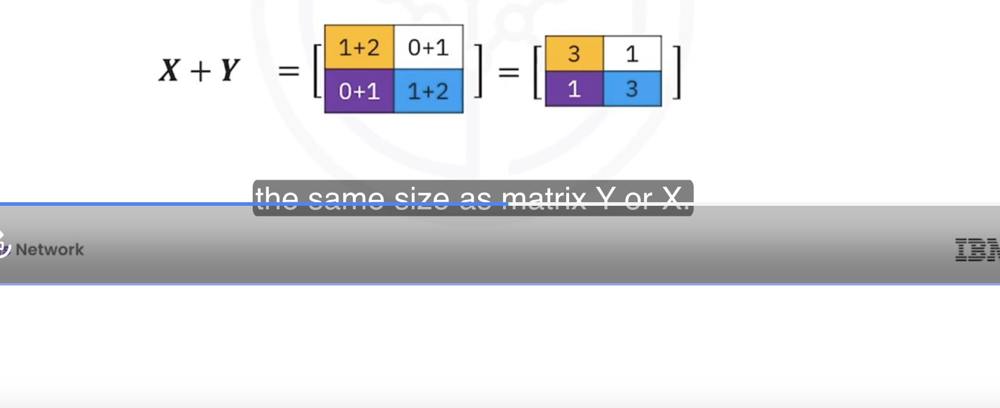 X + Y = [ 1+2 0+1 ] = [ 3 1 ]
0+1 1+2 1 3
the same size as matrix Y or X.
Network
IBM